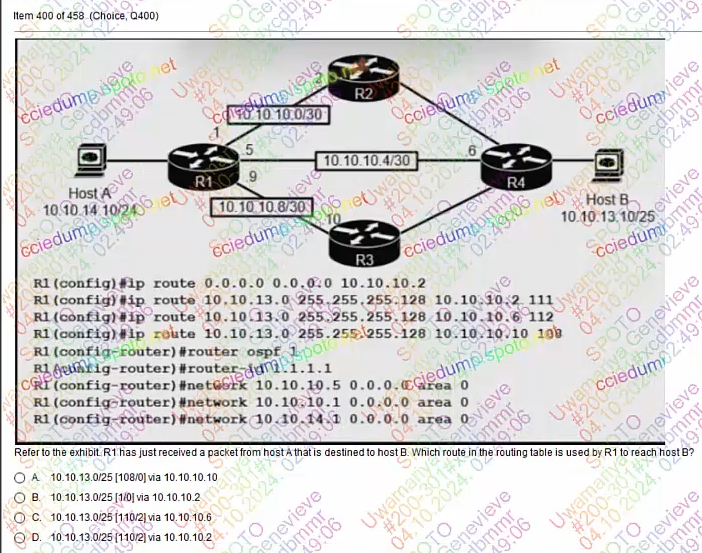 Item 400 of 458 (Choice, Q400)
R2
10.10.10.0/30
1
5
10.10.10.4/30
6
R1
R4
9
Host A
10.10.14.10/24
10.10.10.8/30
10
Host B
10.10.13.10/25
R3
R1(config)#ip route 0.0.0.0 0.0.0.0 10.10.10.2
R1(config)#ip route 10.10.13.0 255.255.255.128 10.10.10.2 111
R1(config)#ip route 10.10.13.0 255.255.255.128 10.10.10.6 112
R1(config)#ip route 10.10.13.0 255.255.255.128 10.10.10.10 108
R1(config-router)#router ospf 1
R1(config-router)#router-id 1.1.1.1
R1(config-router)#network 10.10.10.5 0.0.0.0 area 0
R1(config-router)#network 10.10.10.1 0.0.0.0 area 0
R1(config-router)#network 10.10.14.1 0.0.0.0 area 0
Refer to the exhibit. R1 has just received a packet from host A that is destined to host B. Which route in the routing table is used by R1 to reach host B?
A. 10.10.13.0/25 [108/0] via 10.10.10.10
B. 10.10.13.0/25 [1/0] via 10.10.10.2
C. 10.10.13.0/25 [110/2] via 10.10.10.6
D. 10.10.13.0/25 [110/2] via 10.10.10.2
cciedump.spoto.net